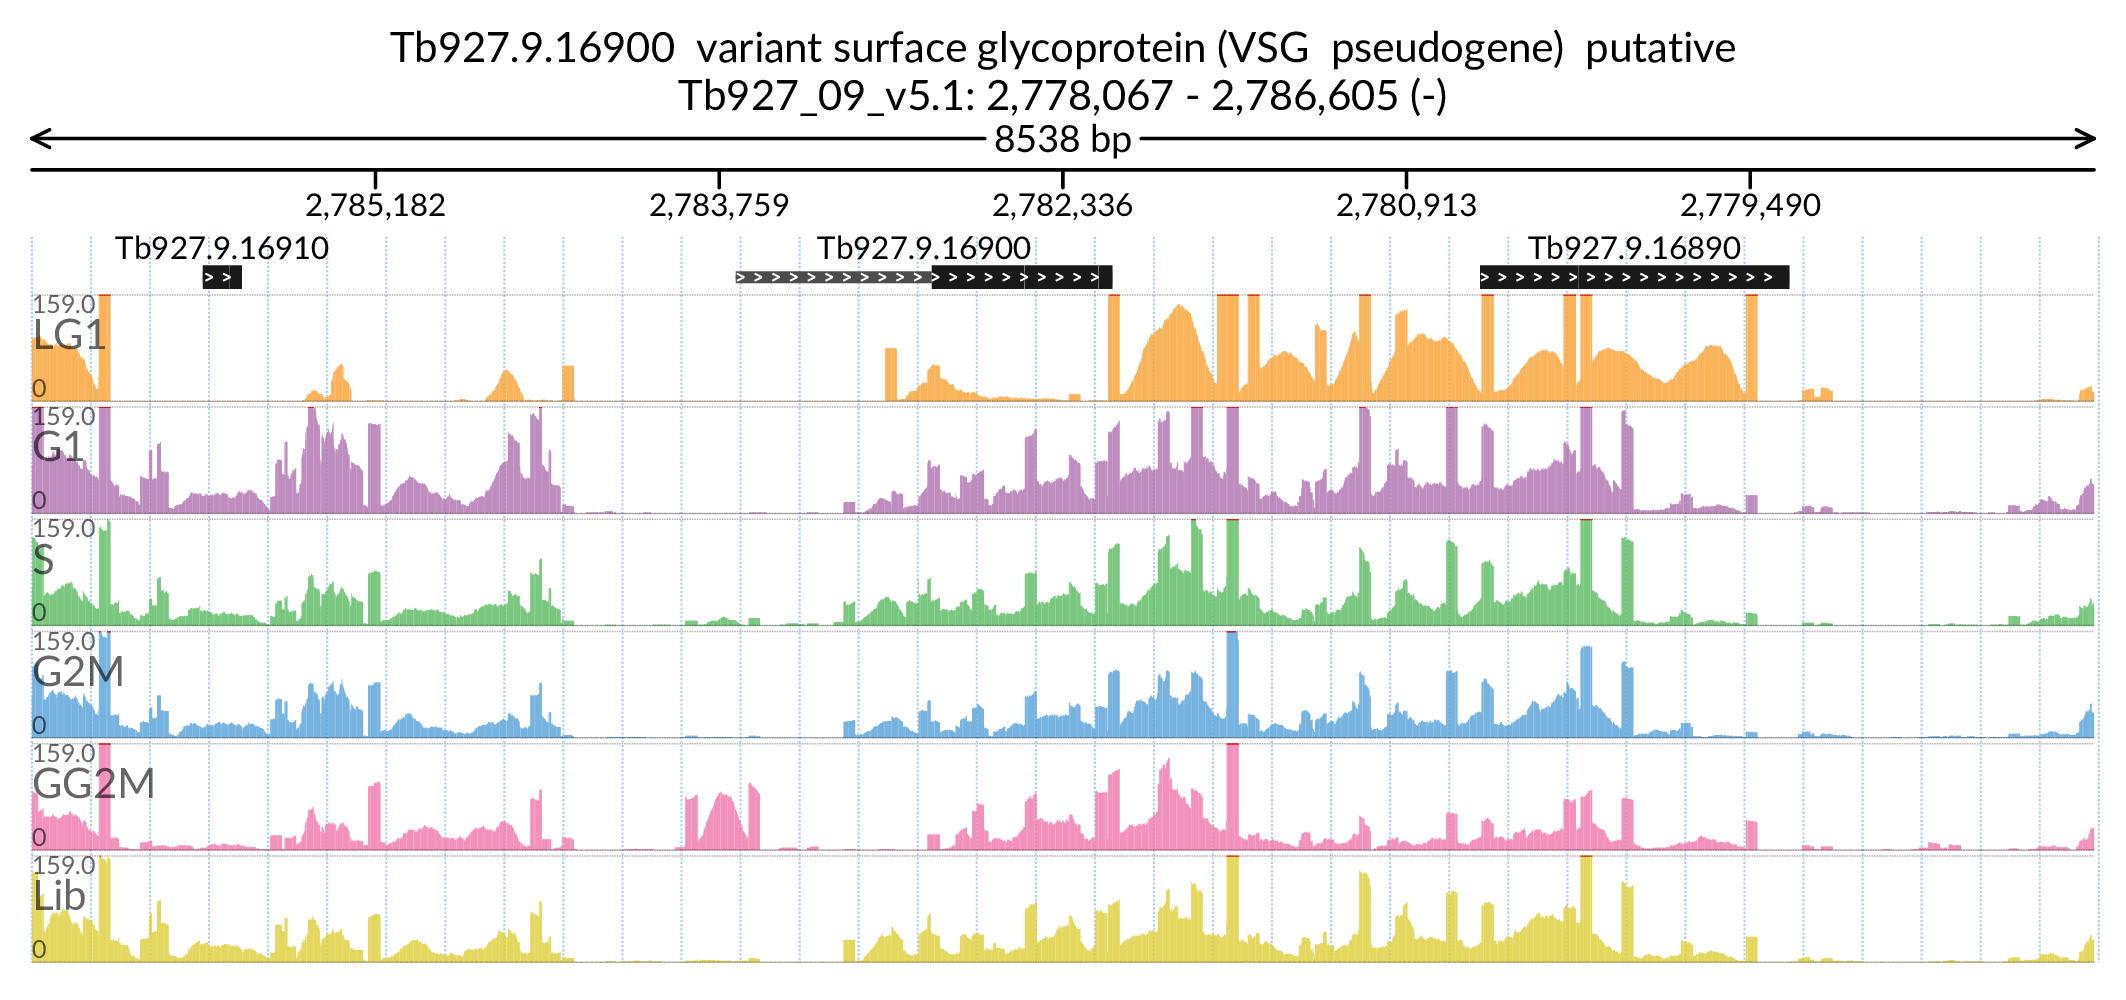 Tb927.9.16900 variant surface glycoprotein (VSG pseudogene) putative
Tb927_09_v5.1: 2,778,067 - 2,786,605 (-)
8538 bp
2,785,182 2,783,759 2,782,336 2,780,913 2,779,490
Tb927.9.16910 Tb927.9.16900 Tb927.9.16890
159.0
LG1
0
159.0
G1
0
159.0
S
0
159.0
G2M
0
159.0
GG2M
0
159.0
Lib
0